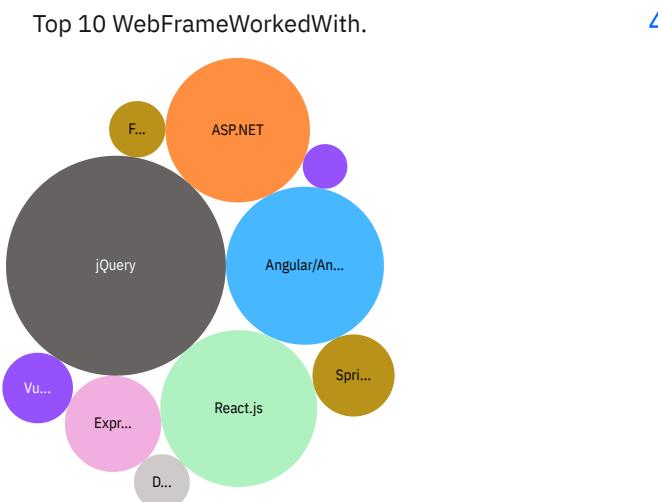 Top 10 WebFrameWorkedWith.
F...
ASP.NET
jQuery
Angular/An...
Spri...
Vu...
React.js
Expr...
D...